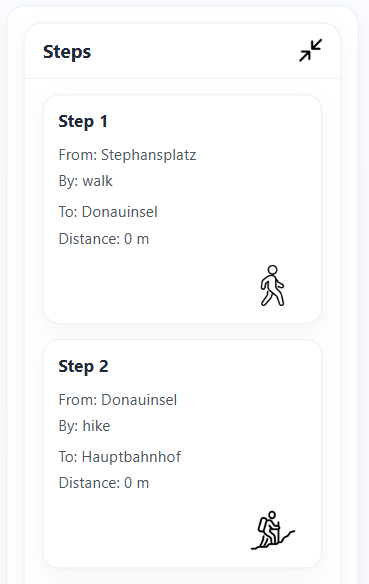 Steps
Step 1
From: Stephansplatz
By: walk
To: Donauinsel
Distance: 0 m
Step 2
From: Donauinsel
By: hike
To: Hauptbahnhof
Distance: 0 m